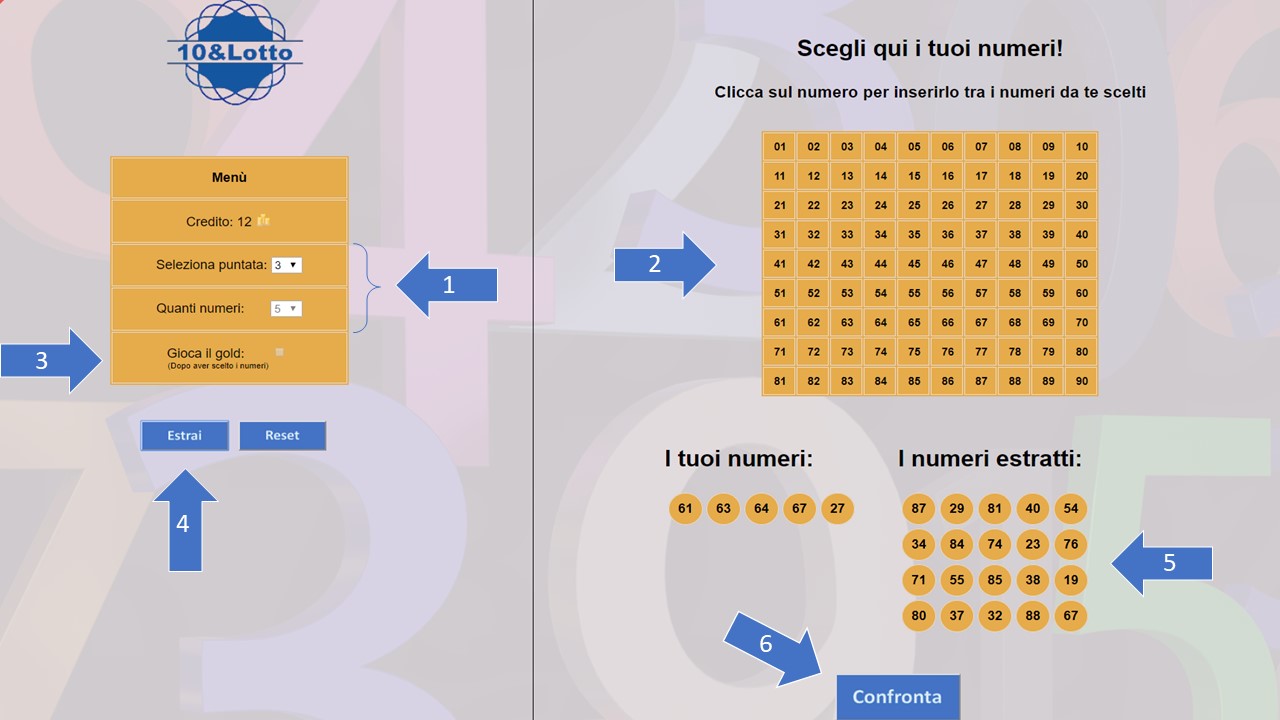 10&Lotto
Menù
Credito: 12
Seleziona puntata: 3
Quanti numeri: 5
Gioca il gold:
(Dopo aver scelto i numeri)
1
3
Estrai Reset
4
Scegli qui i tuoi numeri!
Clicca sul numero per inserirlo tra i numeri da te scelti
01 02 03 04 05 06 07 08 09 10
11 12 13 14 15 16 17 18 19 20
21 22 23 24 25 26 27 28 29 30
31 32 33 34 35 36 37 38 39 40
41 42 43 44 45 46 47 48 49 50
51 52 53 54 55 56 57 58 59 60
61 62 63 64 65 66 67 68 69 70
71 72 73 74 75 76 77 78 79 80
81 82 83 84 85 86 87 88 89 90
2
I tuoi numeri:
61 63 64 67 27
I numeri estratti:
87 29 81 40 54
34 84 74 23 76
71 55 85 38 19
80 37 32 88 67
5
6
Confronta